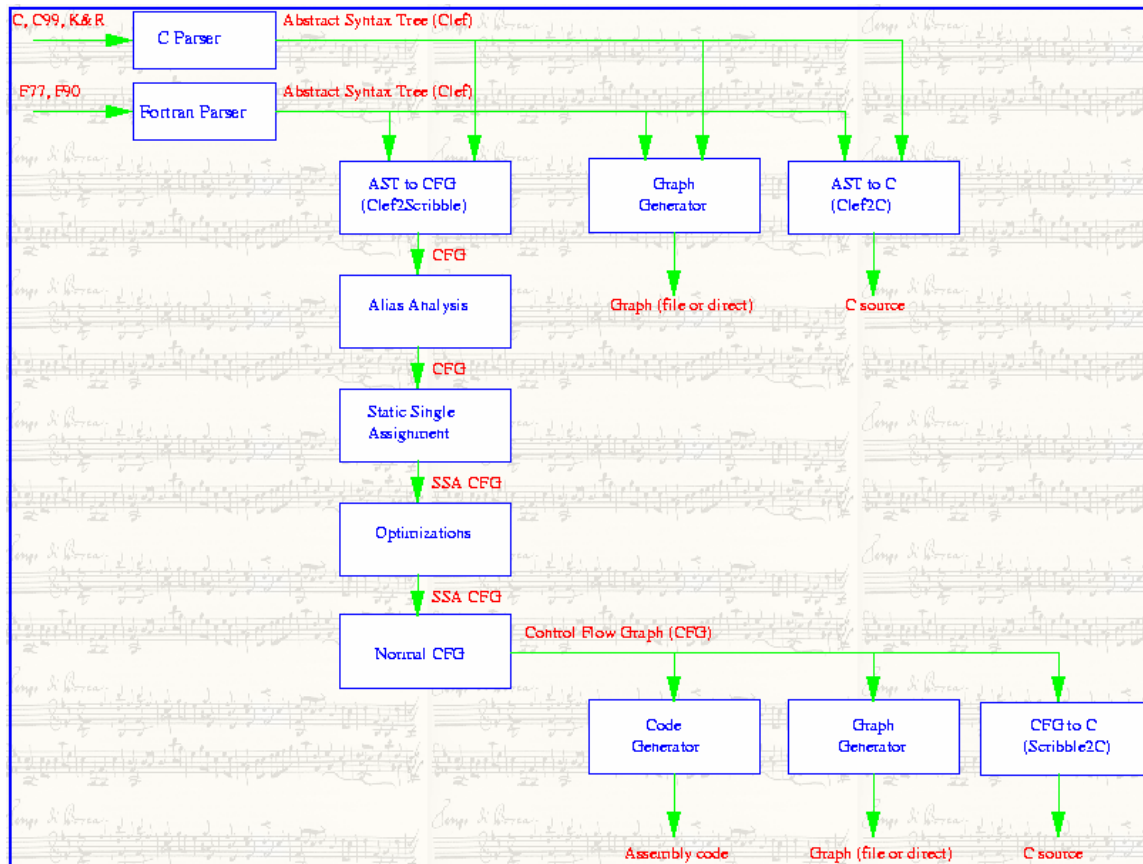 C, C99, K&R
C Parser
Abstract Syntax Tree (Clef)
F77, F90
Fortran Parser
Abstract Syntax Tree (Clef)
AST to CFG
(Clef2Scribble)
Graph
Generator
AST to C
(Clef2C)
CFG
Graph (file or direct)
C source
Alias Analysis
CFG
Static Single
Assignment
SSA CFG
Optimizations
SSA CFG
Normal CFG
Control Flow Graph (CFG)
Code
Generator
Graph
Generator
CFG to C
(Scribble2C)
Assembly code
Graph (file or direct)
C source